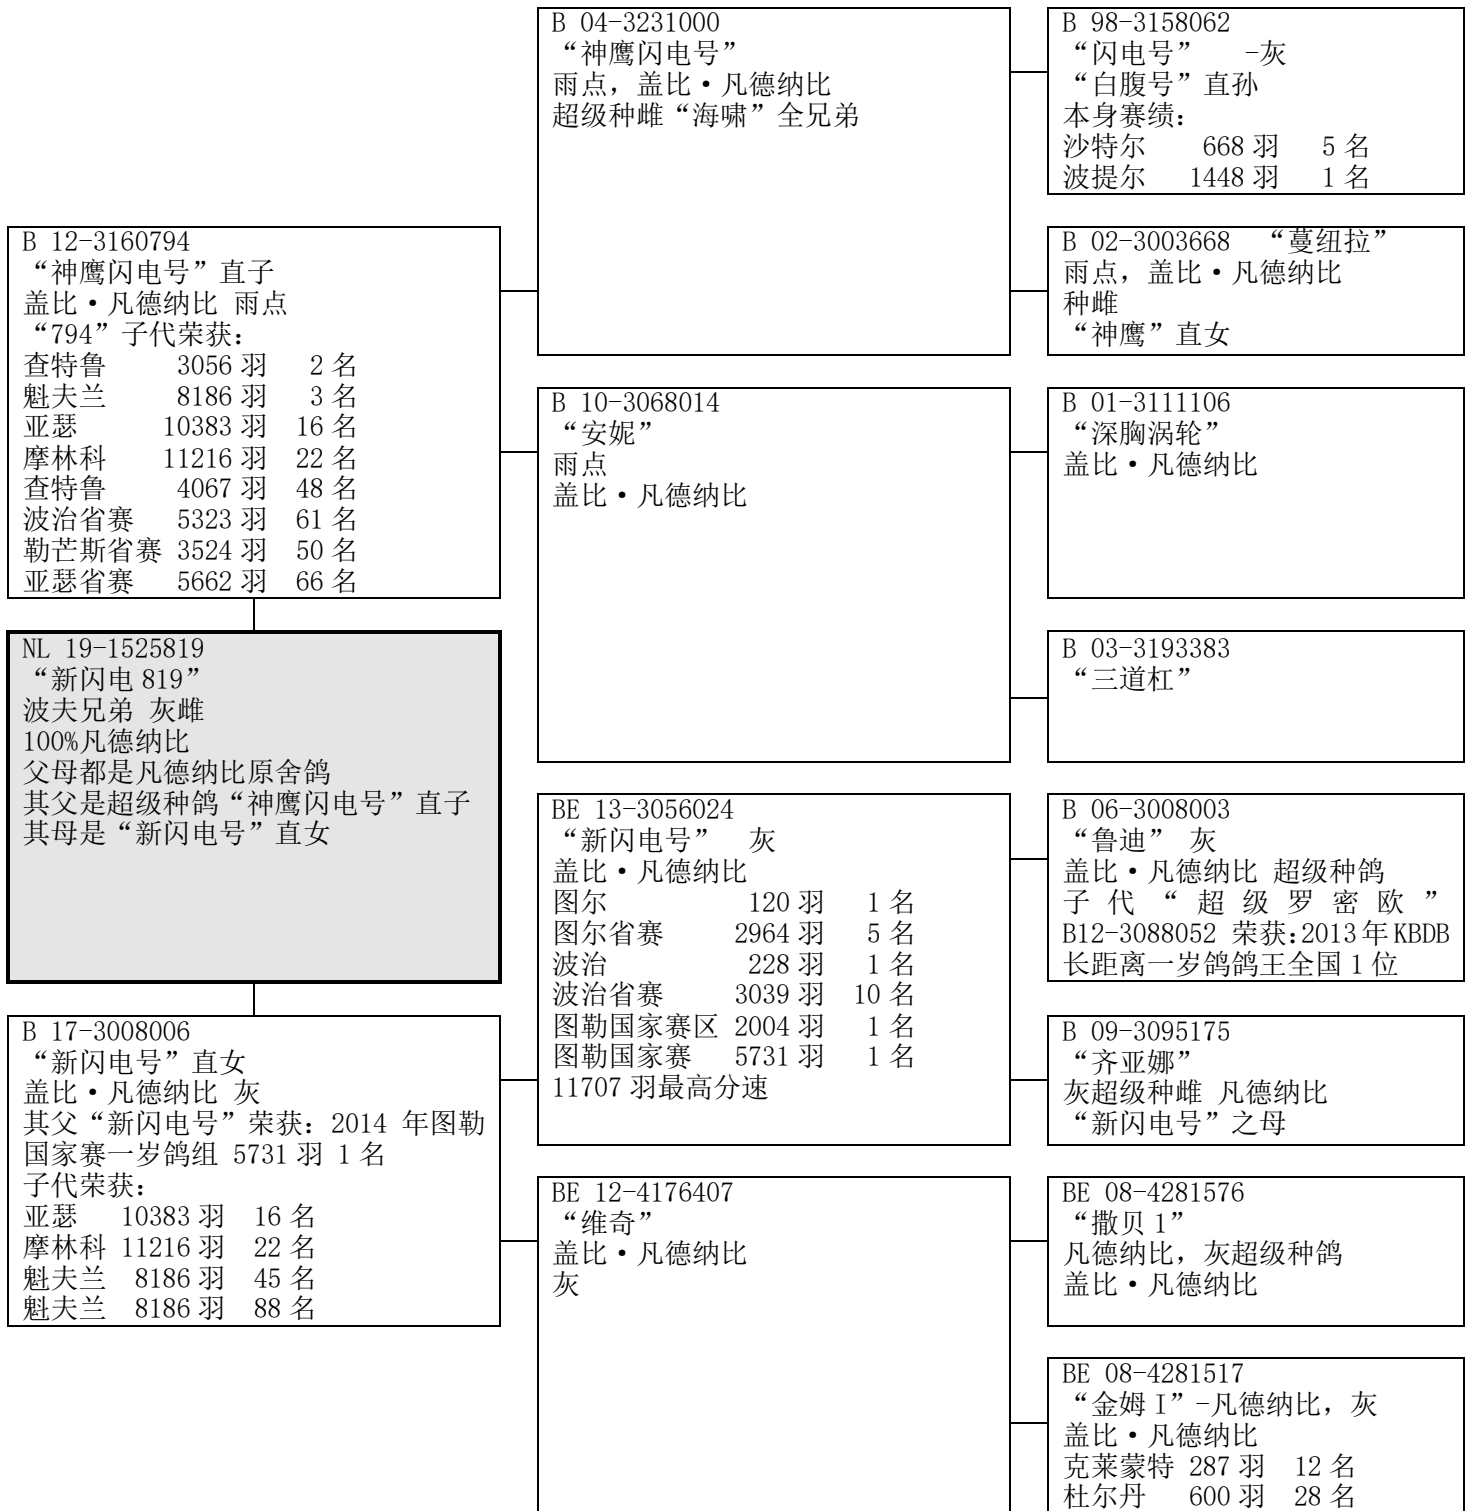 B 04-3231000
“神鹰闪电号”
雨点，盖比·凡德纳比
超级种雌“海啸”全兄弟
B 98-3158062
“闪电号” -灰
“白腹号”直孙
本身赛绩：
沙特尔 668 羽 5 名
波提尔 1448 羽 1 名
B 12-3160794
“神鹰闪电号”直子
盖比·凡德纳比 雨点
“794”子代荣获：
查特鲁 3056 羽 2 名
魁夫兰 8186 羽 3 名
亚瑟 10383 羽 16 名
摩林科 11216 羽 22 名
查特鲁 4067 羽 48 名
波治省赛 5323 羽 61 名
勒芒斯省赛 3524 羽 50 名
亚瑟省赛 5662 羽 66 名
B 02-3003668 “蔓纽拉”
雨点，盖比·凡德纳比
种雌
“神鹰”直女
B 10-3068014
“安妮”
雨点
盖比·凡德纳比
B 01-3111106
“深胸涡轮”
盖比·凡德纳比
NL 19-1525819
“新闪电 819”
波夫兄弟 灰雌
100%凡德纳比
父母都是凡德纳比原舍鸽
其父是超级种鸽“神鹰闪电号”直子
其母是“新闪电号”直女
B 03-3193383
“三道杠”
BE 13-3056024
“新闪电号” 灰
盖比·凡德纳比
图尔 120 羽 1 名
图尔省赛 2964 羽 5 名
波治 228 羽 1 名
波治省赛 3039 羽 10 名
图勒国家赛区 2004 羽 1 名
图勒国家赛 5731 羽 1 名
11707 羽最高分速
B 06-3008003
“鲁迪” 灰
盖比·凡德纳比 超级种鸽
子代“超级罗密欧”
B12-3088052 荣获:2013 年 KBDB
长距离一岁鸽鸽王全国 1 位
B 17-3008006
“新闪电号”直女
盖比·凡德纳比 灰
其父“新闪电号”荣获：2014 年图勒
国家赛一岁鸽组 5731 羽 1 名
子代荣获：
亚瑟 10383 羽 16 名
摩林科 11216 羽 22 名
魁夫兰 8186 羽 45 名
魁夫兰 8186 羽 88 名
B 09-3095175
“齐亚娜”
灰超级种雌 凡德纳比
“新闪电号”之母
BE 12-4176407
“维奇”
盖比·凡德纳比
灰
BE 08-4281576
“撒贝 1”
凡德纳比，灰超级种鸽
盖比·凡德纳比
BE 08-4281517
“金姆 I”-凡德纳比，灰
盖比·凡德纳比
克莱蒙特 287 羽 12 名
杜尔丹 600 羽 28 名